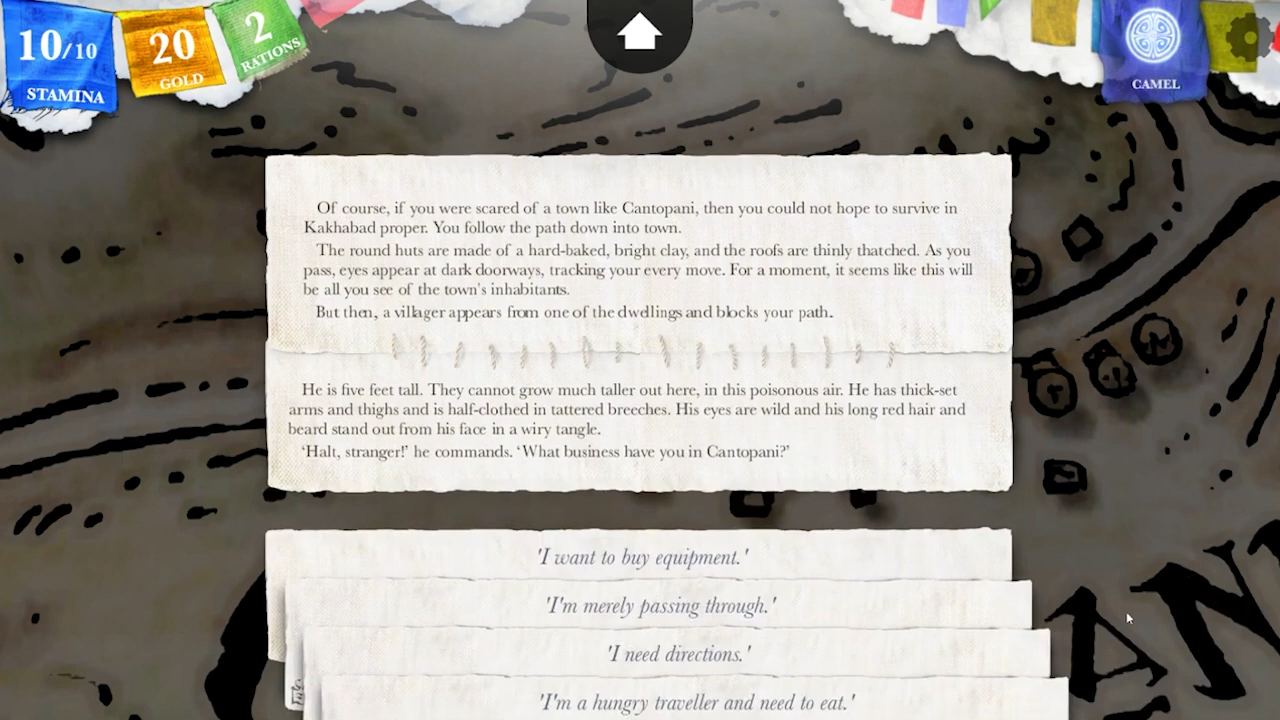 10/10
STAMINA
20
GOLD
2
RATIONS
CAMEL
Of course, if you were scared of a town like Cantopani, then you could not hope to survive in
Kakhabad proper. You follow the path down into town.
The round huts are made of a hard-baked, bright clay, and the roofs are thinly thatched. As you
pass, eyes appear at dark doorways, tracking your every move. For a moment, it seems like this will
be all you see of the town's inhabitants.
But then, a villager appears from one of the dwellings and blocks your path.
He is five feet tall. They cannot grow much taller out here, in this poisonous air. He has thick-set
arms and thighs and is half-clothed in tattered breeches. His eyes are wild and his long red hair and
beard stand out from his face in a wiry tangle.
‘Halt, stranger!’ he commands. ‘What business have you in Cantopani?’
'I want to buy equipment.'
'I'm merely passing through.'
'I need directions.'
'I'm a hungry traveller and need to eat.'
AN